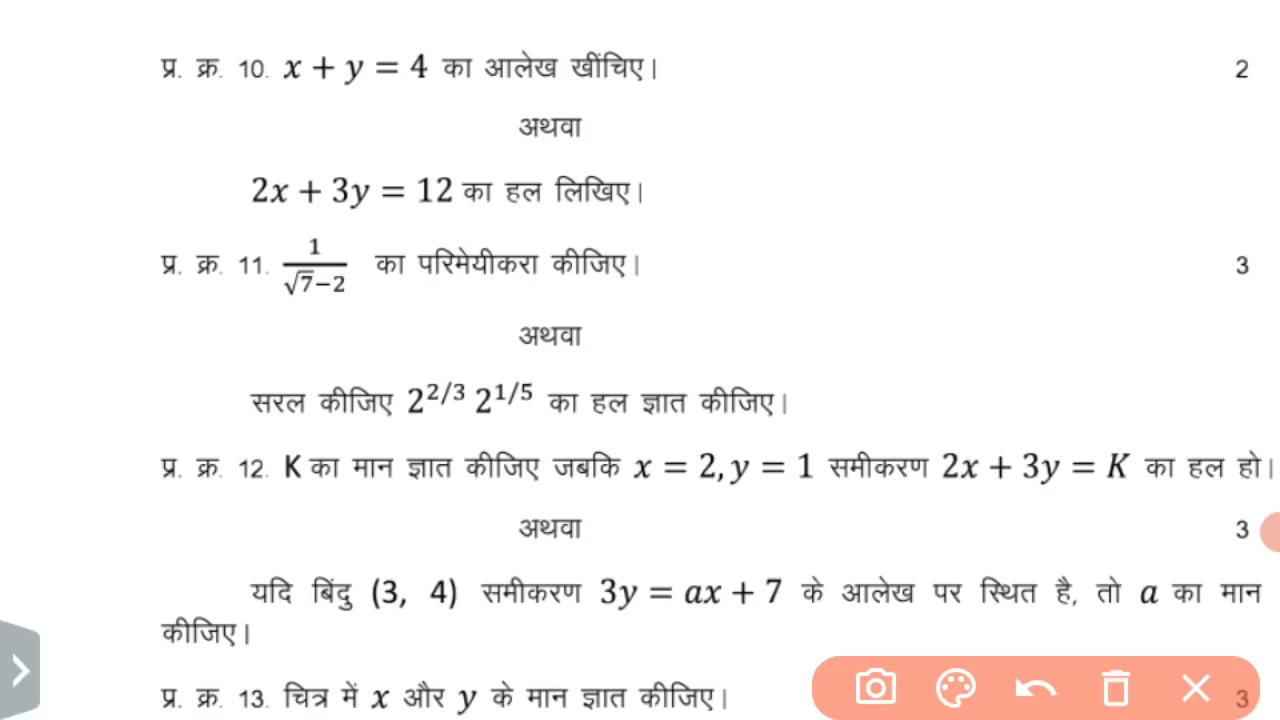 प्र. क्र. 10. x + y = 4 का आलेख खींचिए। 2
अथवा
2x + 3y = 12 का हल लिखिए।
प्र. क्र. 11. 1/(√7−2) का परिमेयीकरा कीजिए। 3
अथवा
सरल कीजिए 2^{2/3} 2^{1/5} का हल ज्ञात कीजिए।
प्र. क्र. 12. K का मान ज्ञात कीजिए जबकि x = 2, y = 1 समीकरण 2x + 3y = K का हल हो।
अथवा 3
यदि बिंदु (3, 4) समीकरण 3y = ax + 7 के आलेख पर स्थित है, तो a का मान
कीजिए।
प्र. क्र. 13. चित्र में x और y के मान ज्ञात कीजिए। 3